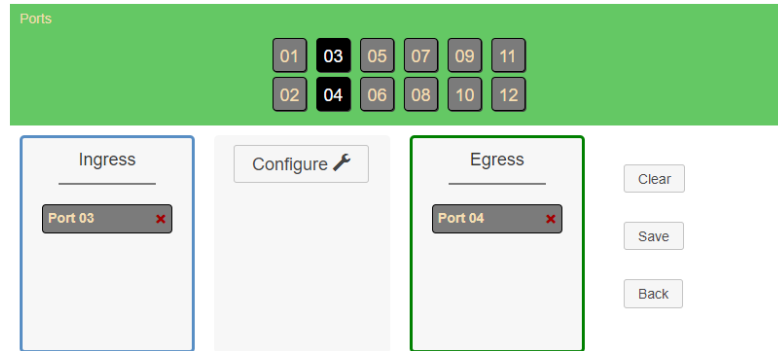 Ports
01 03 05 07 09 11
02 04 06 08 10 12
Ingress
Port 03
Configure
Egress
Port 04
Clear
Save
Back